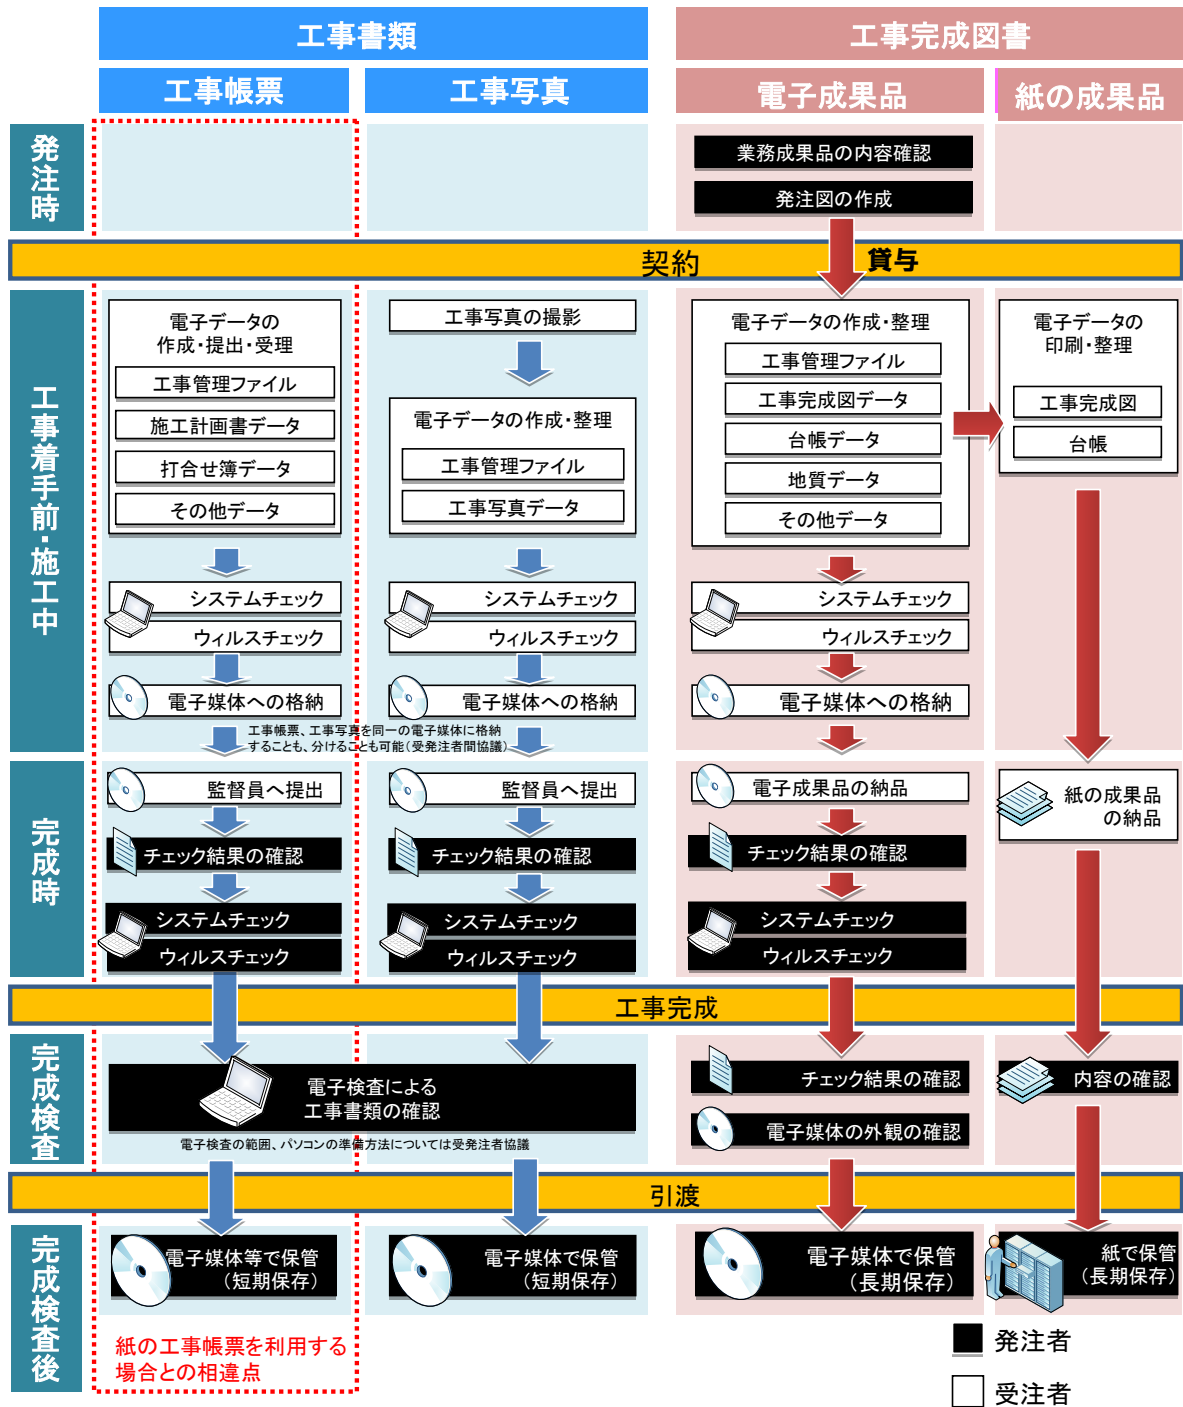 工事書類
工事完成図書
工事帳票
工事写真
電子成果品
紙の成果品
発注時
業務成果品の内容確認
発注図の作成
契約
貸与
工事着手前・施工中
電子データの
作成・提出・受理
工事管理ファイル
施工計画書データ
打合せ簿データ
その他データ
システムチェック
ウィルスチェック
電子媒体への格納
工事写真の撮影
電子データの作成・整理
工事管理ファイル
工事写真データ
システムチェック
ウィルスチェック
電子媒体への格納
工事帳票、工事写真を同一の電子媒体に格納
することも、分けることも可能（受発注者間協議）
電子データの作成・整理
工事管理ファイル
工事完成図データ
台帳データ
地質データ
その他データ
システムチェック
ウィルスチェック
電子媒体への格納
電子データの
印刷・整理
工事完成図
台帳
完成時
監督員へ提出
チェック結果の確認
システムチェック
ウィルスチェック
監督員へ提出
チェック結果の確認
システムチェック
ウィルスチェック
電子成果品の納品
チェック結果の確認
システムチェック
ウィルスチェック
紙の成果品
の納品
工事完成
完成検査
電子検査による
工事書類の確認
電子検査の範囲、パソコンの準備方法については受発注者協議
チェック結果の確認
電子媒体の外観の確認
内容の確認
引渡
完成検査後
電子媒体等で保管
（短期保存）
電子媒体で保管
（短期保存）
電子媒体で保管
（長期保存）
紙で保管
（長期保存）
紙の工事帳票を利用する
場合との相違点
発注者
受注者